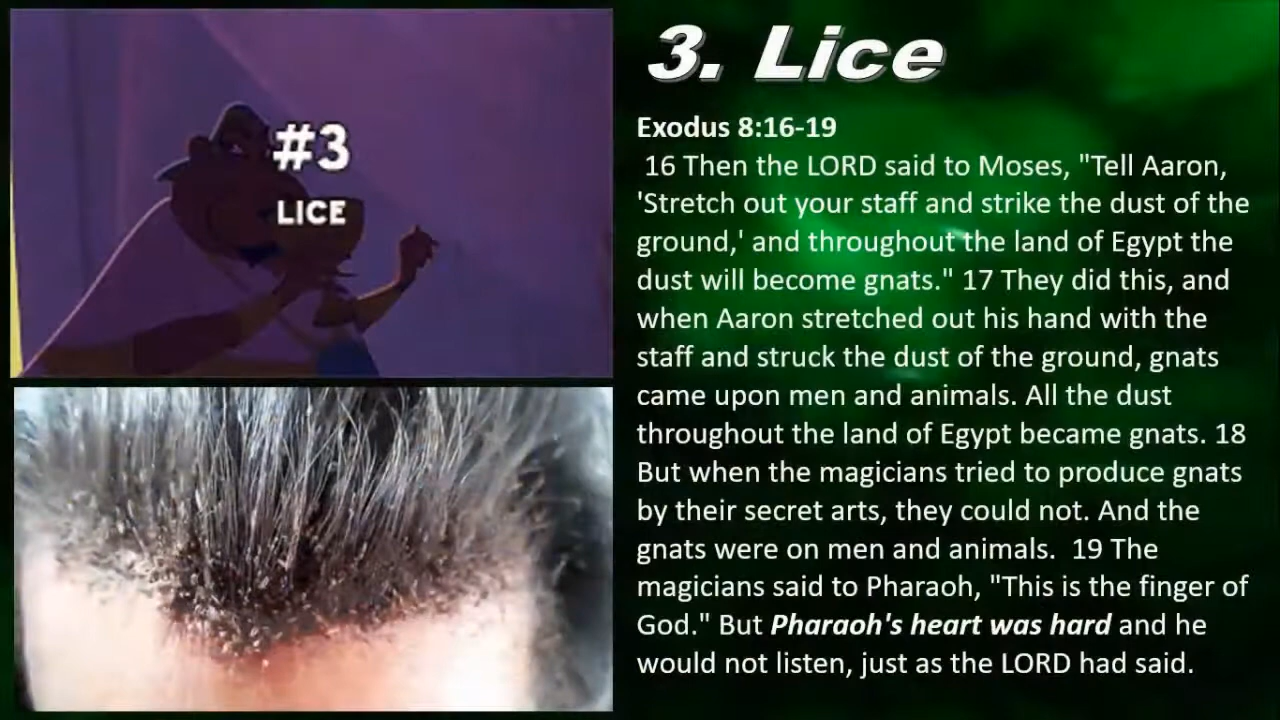 #3
LICE
3. Lice
Exodus 8:16-19
16 Then the LORD said to Moses, "Tell Aaron,
'Stretch out your staff and strike the dust of the
ground,' and throughout the land of Egypt the
dust will become gnats." 17 They did this, and
when Aaron stretched out his hand with the
staff and struck the dust of the ground, gnats
came upon men and animals. All the dust
throughout the land of Egypt became gnats. 18
But when the magicians tried to produce gnats
by their secret arts, they could not. And the
gnats were on men and animals.  19 The
magicians said to Pharaoh, "This is the finger of
God." But Pharaoh's heart was hard and he
would not listen, just as the LORD had said.